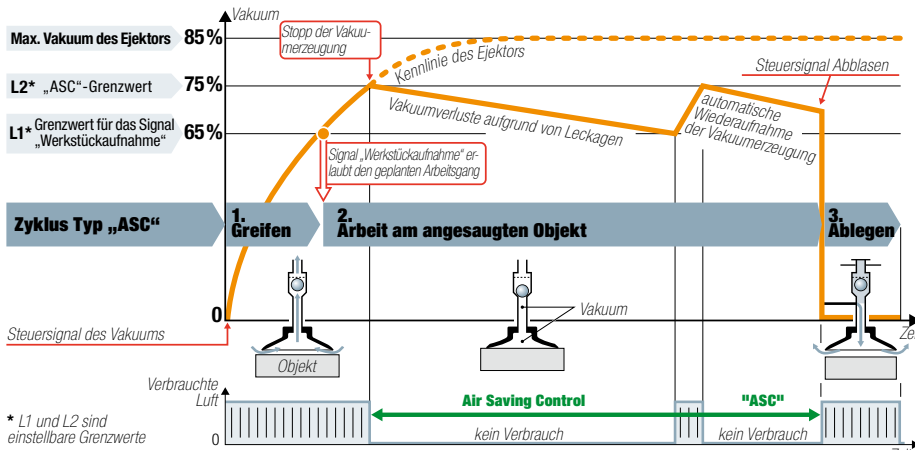 Vakuum
Max. Vakuum des Ejektors 85%
L2* „ASC“-Grenzwert 75%
L1* Grenzwert für das Signal
„Werkstückaufnahme“ 65%
Stopp der Vakuu-
merzeugung
Kennlinie des Ejektors
Steuersignal Abblasen
Vakuumverluste aufgrund von Leckagen
automatische
Wiederaufnahme
der Vakuumerzeugung
Signal „Werkstückaufnahme“ er-
laubt den geplanten Arbeitsgang
Zyklus Typ „ASC“
1.
Greifen
2.
Arbeit am angesaugten Objekt
3.
Ablegen
0
Vakuum
Steuersignal des Vakuums
Objekt
Verbrauchte
Luft
Air Saving Control "ASC"
* L1 und L2 sind
einstellbare Grenzwerte
0
kein Verbrauch
kein Verbrauch